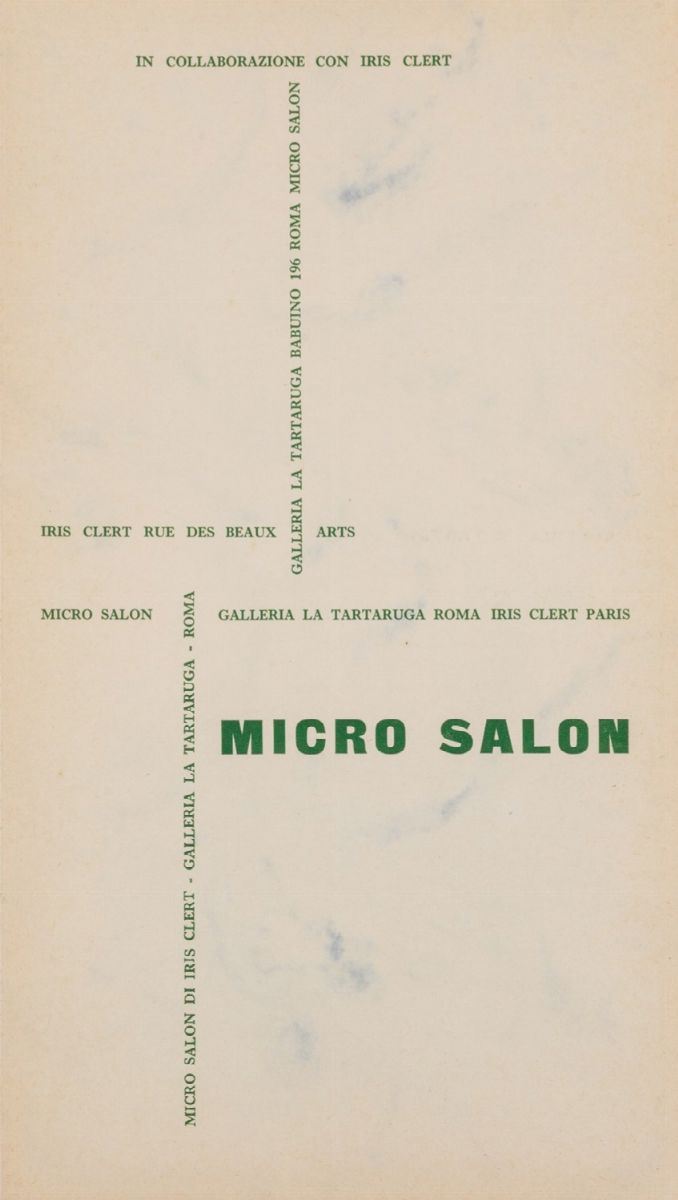 IN COLLABORAZIONE CON IRIS CLERT
GALLERIA LA TARTARUGA BABUINO 196 ROMA MICRO SALON
IRIS CLERT RUE DES BEAUX ARTS
MICRO SALON
GALLERIA LA TARTARUGA ROMA IRIS CLERT PARIS
MICRO SALON DI IRIS CLERT - GALLERIA LA TARTARUGA - ROMA
MICRO SALON